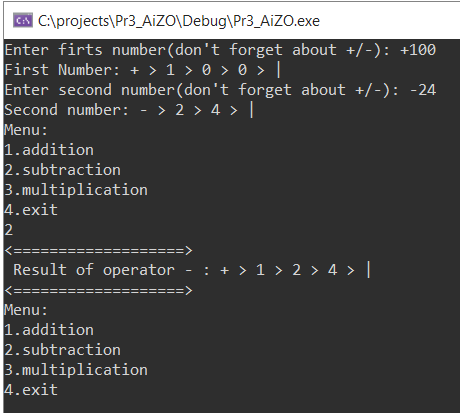 C:\projects\Pr3_AiZO\Debug\Pr3_AiZO.exe
Enter firts number(don't forget about +/-): +100
First Number: + > 1 > 0 > 0 > |
Enter second number(don't forget about +/-): -24
Second number: - > 2 > 4 > |
Menu:
1.addition
2.subtraction
3.multiplication
4.exit
2
<===================>
 Result of operator - : + > 1 > 2 > 4 > |
<===================>
Menu:
1.addition
2.subtraction
3.multiplication
4.exit